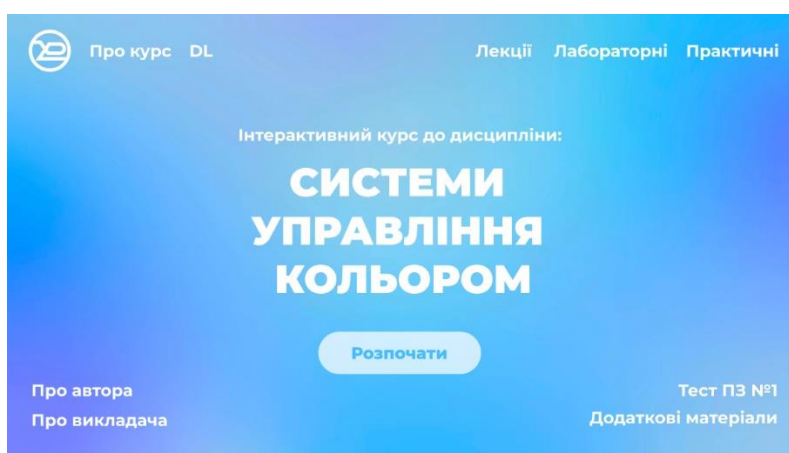 Про курс DL Лекції Лабораторні Практичні
Інтерактивний курс до дисципліни:
СИСТЕМИ
УПРАВЛІННЯ
КОЛЬОРОМ
Розпочати
Про автора Тест ПЗ №1
Про викладача Додаткові матеріали